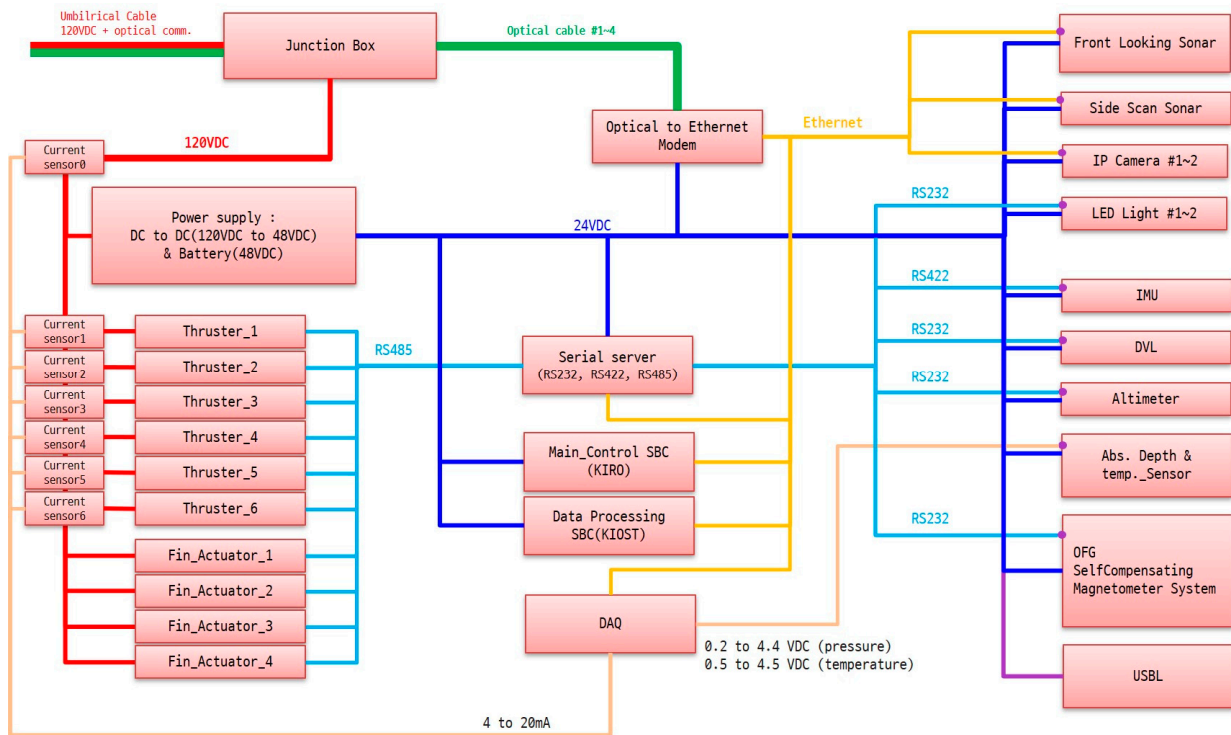 Umbilrical Cable
120VDC + optical comm.
Junction Box
Optical cable #1~4
Front Looking Sonar
Side Scan Sonar
Optical to Ethernet
Modem
Ethernet
120VDC
Current
sensor0
IP Camera #1~2
RS232
LED Light #1~2
Power supply :
DC to DC(120VDC to 48VDC)
& Battery(48VDC)
24VDC
RS422
IMU
Current
sensor1
Thruster_1
RS485
Serial server
(RS232, RS422, RS485)
RS232
DVL
Current
sensor2
Thruster_2
RS232
Altimeter
Current
sensor3
Thruster_3
Current
sensor4
Thruster_4
Main_Control SBC
(KIRO)
Abs. Depth &
temp._Sensor
Current
sensor5
Thruster_5
Current
sensor6
Thruster_6
Data Processing
SBC(KIOST)
RS232
OFG
SelfCompensating
Magnetometer System
Fin_Actuator_1
Fin_Actuator_2
Fin_Actuator_3
Fin_Actuator_4
DAQ
0.2 to 4.4 VDC (pressure)
0.5 to 4.5 VDC (temperature)
USBL
4 to 20mA